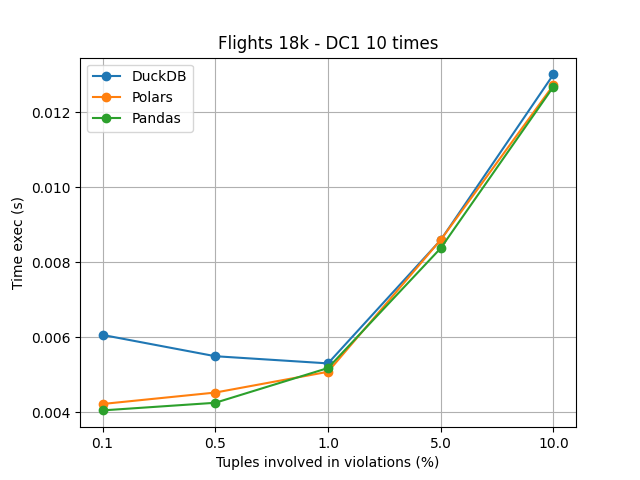 Flights 18k - DC1 10 times
DuckDB
Polars
Pandas
0.012
0.010
0.008
0.006
0.004
Time exec (s)
0.1 0.5 1.0 5.0 10.0
Tuples involved in violations (%)